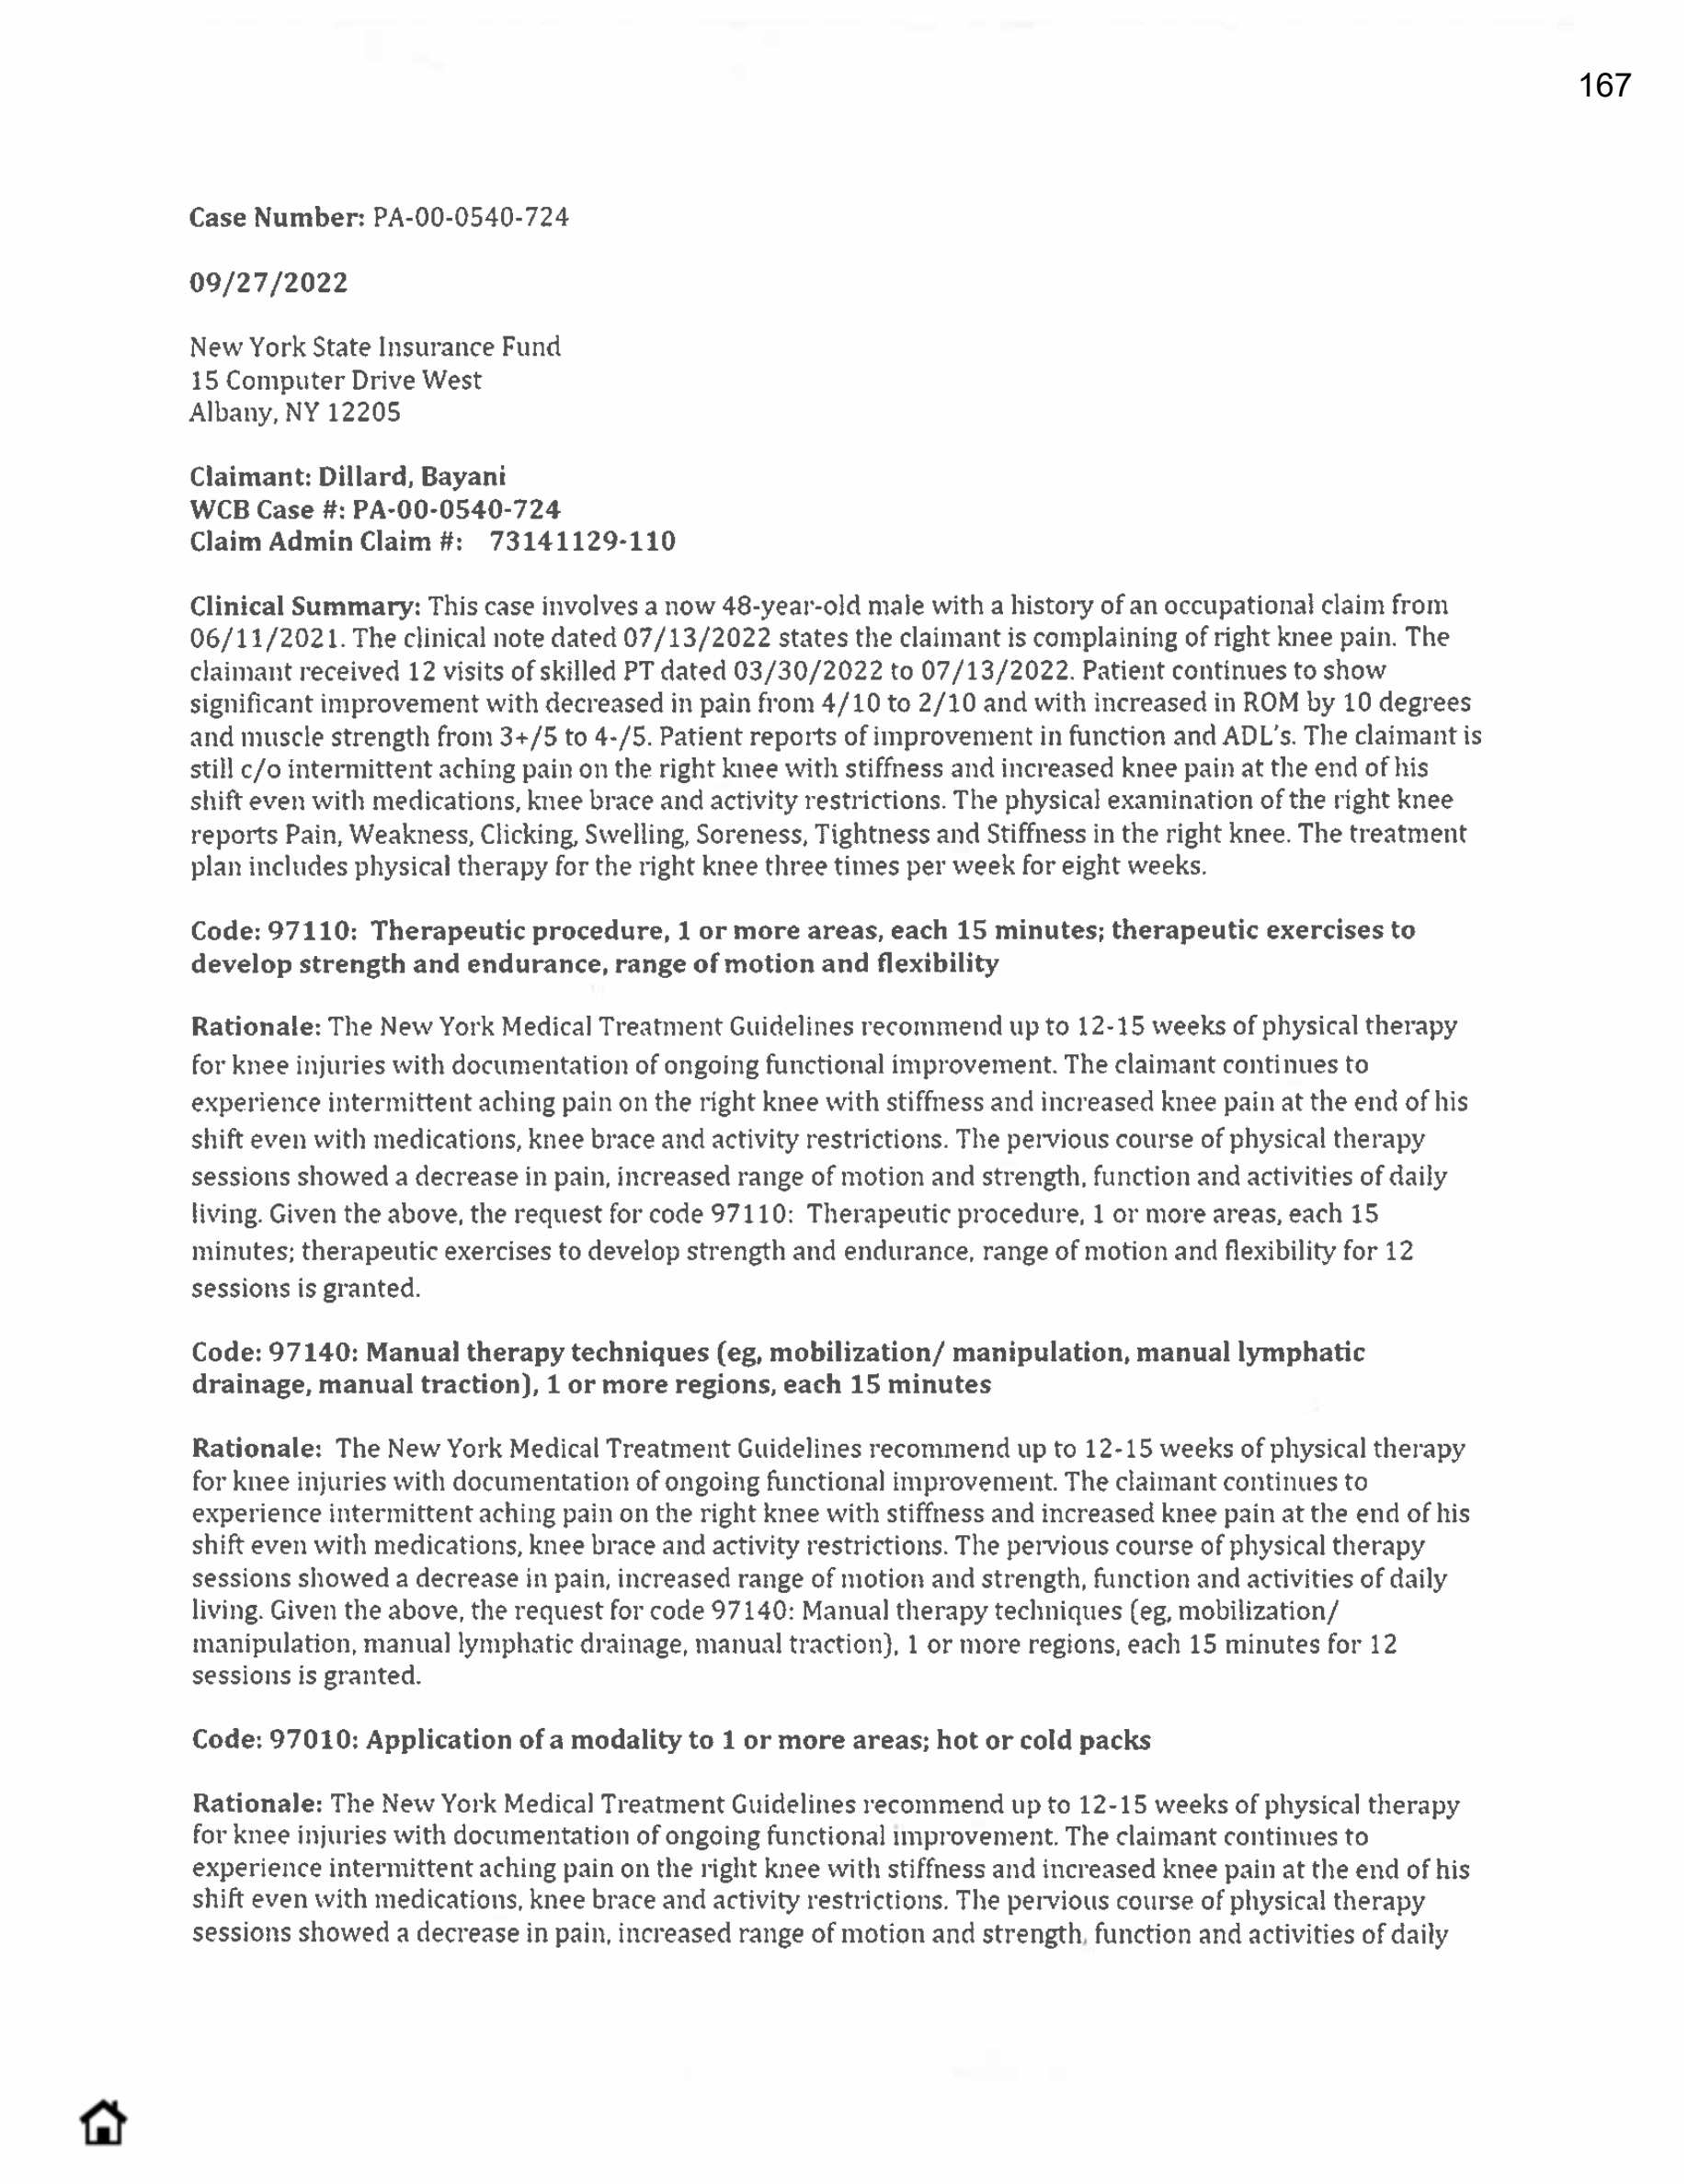 167
Case Number: PA-00-0540-724
09/27/2022
New York State Insurance Fund
15 Computer Drive West
Albany, NY 12205
Claimant: Dillard, Bayani
WCB Case #: PA-00-0540-724
Claim Admin Claim #: 73141129-110
Clinical Summary: This case involves a now 48-year-old male with a history of an occupational claim from
06/11/2021. The clinical note dated 07/13/2022 states the claimant is complaining of right knee pain. The
claimant received 12 visits of skilled PT dated 03/30/2022 to 07/13/2022. Patient continues to show
significant improvement with decreased in pain from 4/10 to 2/10 and with increased in ROM by 10 degrees
and muscle strength from 3+/5 to 4-/5. Patient reports of improvement in function and ADL's. The claimant is
still c/o intermittent aching pain on the right knee with stiffness and increased knee pain at the end of his
shift even with medications, knee brace and activity restrictions. The physical examination of the right knee
reports Pain, Weakness, Clicking, Swelling, Soreness, Tightness and Stiffness in the right knee. The treatment
plan includes physical therapy for the right knee three times per week for eight weeks.
Code: 97110: Therapeutic procedure, 1 or more areas, each 15 minutes; therapeutic exercises to
develop strength and endurance, range of motion and flexibility
Rationale: The New York Medical Treatment Guidelines recommend up to 12-15 weeks of physical therapy
for knee injuries with documentation of ongoing functional improvement. The claimant continues to
experience intermittent aching pain on the right knee with stiffness and increased knee pain at the end of his
shift even with medications, knee brace and activity restrictions. The pervious course of physical therapy
sessions showed a decrease in pain, increased range of motion and strength, function and activities of daily
living. Given the above, the request for code 97110: Therapeutic procedure, 1 or more areas, each 15
minutes; therapeutic exercises to develop strength and endurance, range of motion and flexibility for 12
sessions is granted.
Code: 97140: Manual therapy techniques (eg, mobilization/ manipulation, manual lymphatic
drainage, manual traction), 1 or more regions, each 15 minutes
Rationale: The New York Medical Treatment Guidelines recommend up to 12-15 weeks of physical therapy
for knee injuries with documentation of ongoing functional improvement. The claimant continues to
experience intermittent aching pain on the right knee with stiffness and increased knee pain at the end of his
shift even with medications, knee brace and activity restrictions. The pervious course of physical therapy
sessions showed a decrease in pain, increased range of motion and strength, function and activities of daily
living. Given the above, the request for code 97140: Manual therapy techniques (eg, mobilization/
manipulation, manual lymphatic drainage, manual traction), 1 or more regions, each 15 minutes for 12
sessions is granted.
Code: 97010: Application of a modality to 1 or more areas; hot or cold packs
Rationale: The New York Medical Treatment Guidelines recommend up to 12-15 weeks of physical therapy
for knee injuries with documentation of ongoing functional improvement. The claimant continues to
experience intermittent aching pain on the right knee with stiffness and increased knee pain at the end of his
shift even with medications, knee brace and activity restrictions. The pervious course of physical therapy
sessions showed a decrease in pain, increased range of motion and strength, function and activities of daily